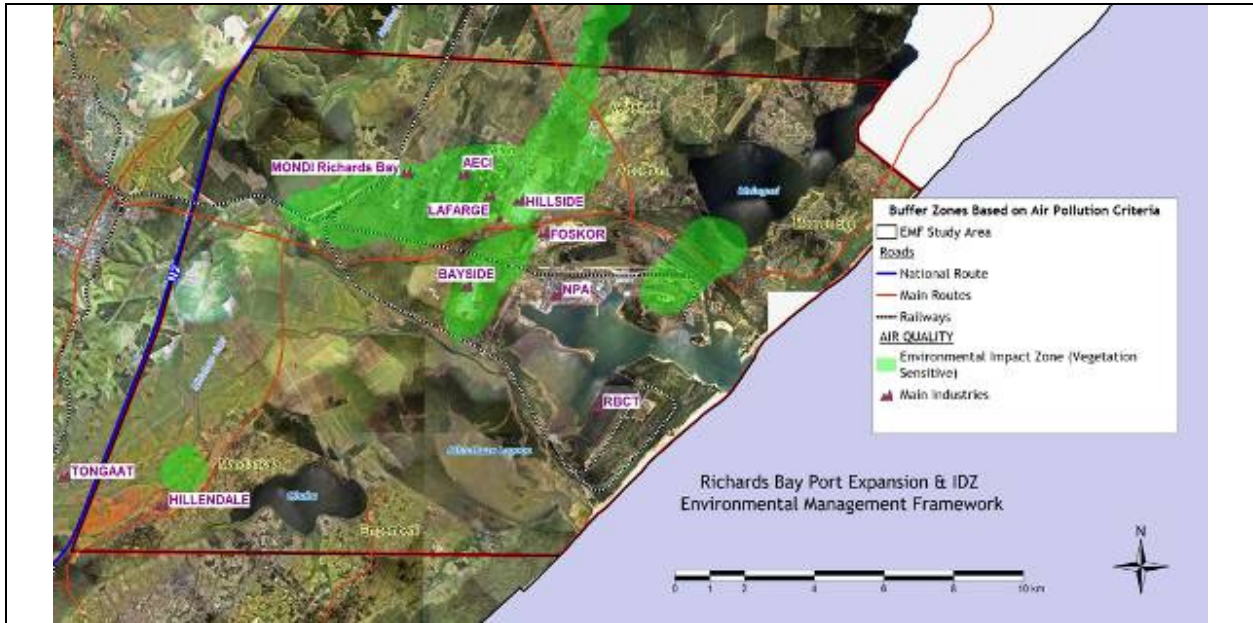 MONDI Richards Bay
AECI
LAFARGE
HILLSIDE
FOSKOR
BAYSIDE
NPA
RBCT
TONGAAT
HILLENDALE
N2
Buffer Zones Based on Air Pollution Criteria
EMF Study Area
Roads
National Route
Main Routes
Railways
AIR QUALITY
Environmental Impact Zone (Vegetation
Sensitive)
Main Industries
Richards Bay Port Expansion & IDZ
Environmental Management Framework
N
0 1 2 4 6 8 10 km